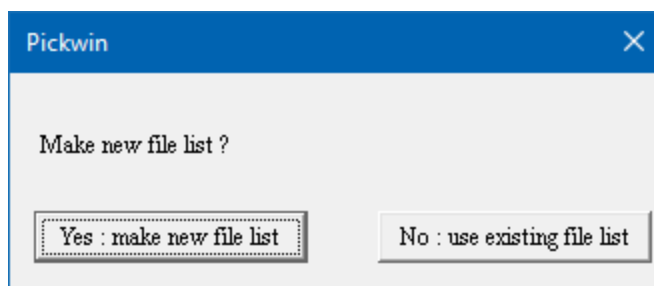 Pickwin
Make new file list ?
Yes : make new file list
No : use existing file list